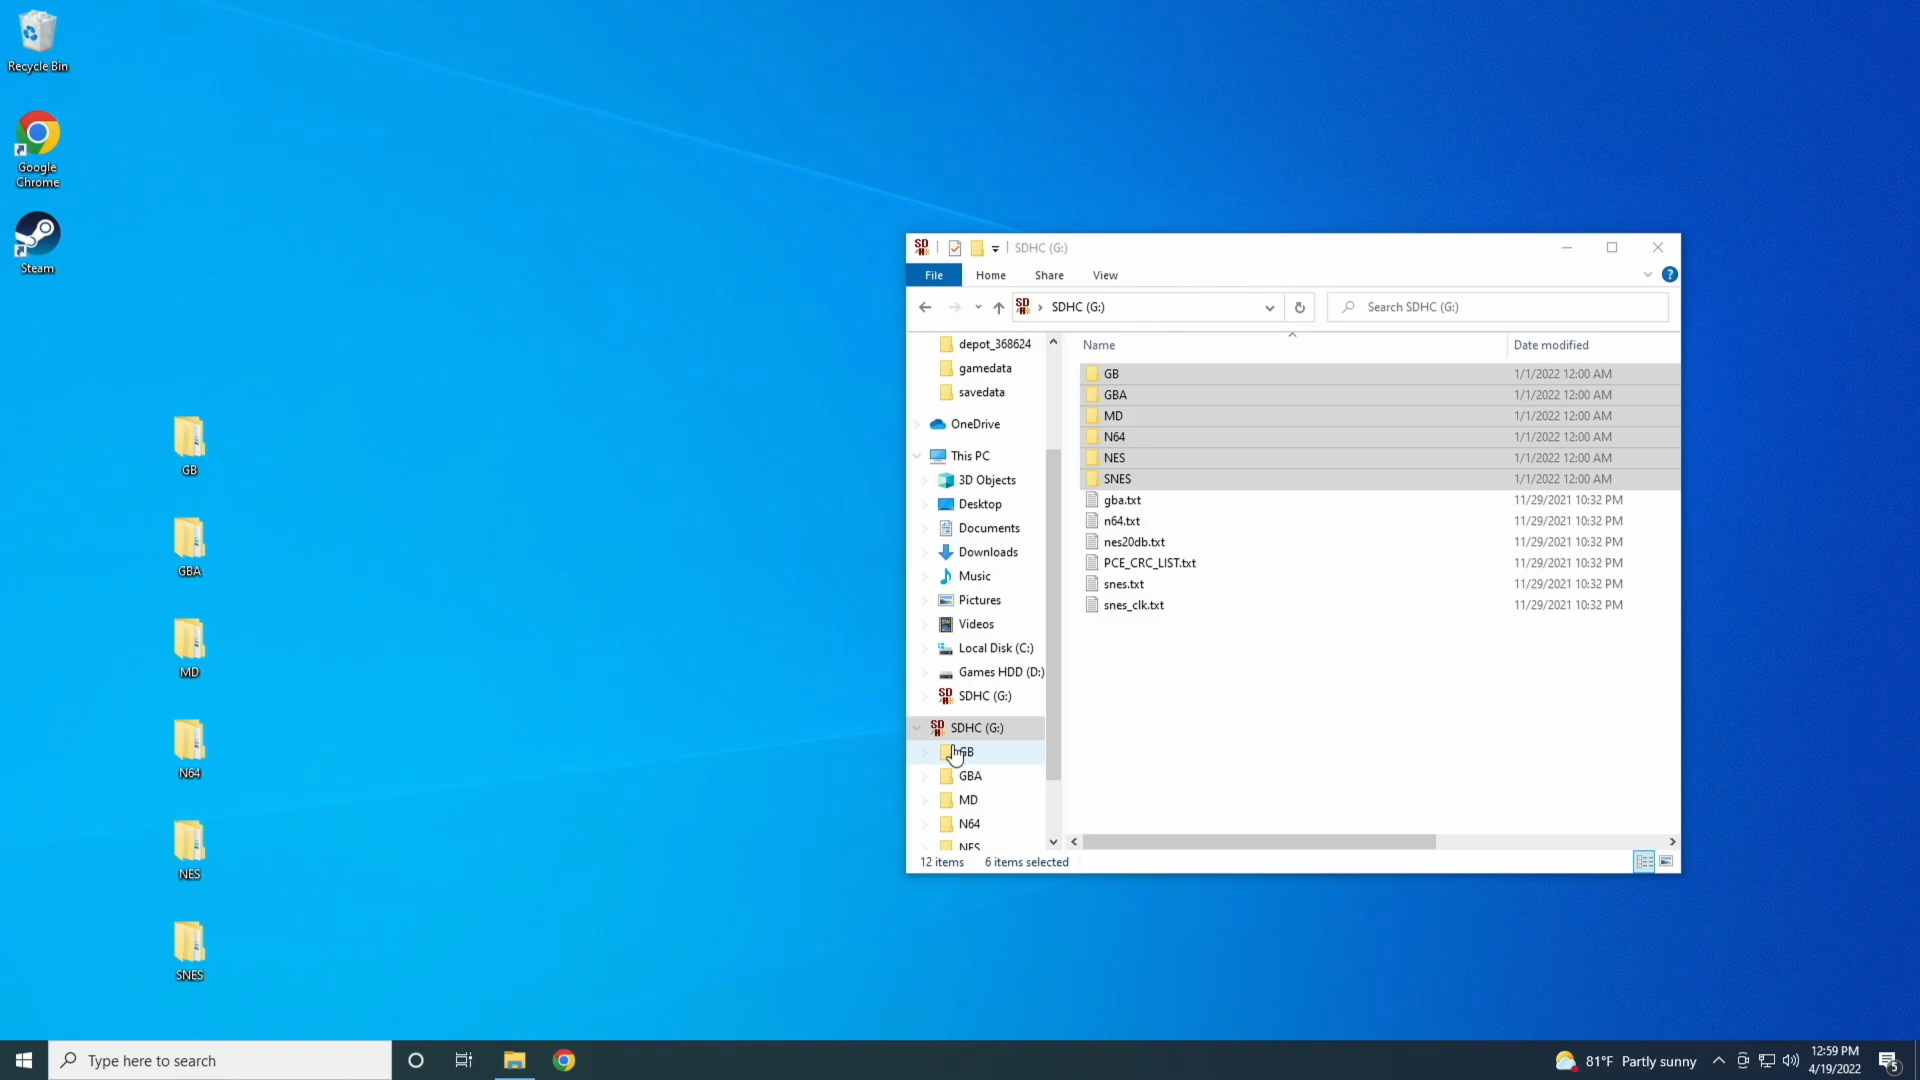 Recycle Bin
Google
Chrome
Steam
GB
GBA
MD
N64
NES
SNES
SDHC (G:)
File
Home
Share
View
SDHC (G:)
Search SDHC (G:)
depot_368624
gamedata
savedata
OneDrive
This PC
3D Objects
Desktop
Documents
Downloads
Music
Pictures
Videos
Local Disk (C:)
Games HDD (D:)
SDHC (G:)
SDHC (G:)
GB
GBA
MD
N64
NES
Name
Date modified
GB 1/1/2022 12:00 AM
GBA 1/1/2022 12:00 AM
MD 1/1/2022 12:00 AM
N64 1/1/2022 12:00 AM
NES 1/1/2022 12:00 AM
SNES 1/1/2022 12:00 AM
gba.txt 11/29/2021 10:32 PM
n64.txt 11/29/2021 10:32 PM
nes20db.txt 11/29/2021 10:32 PM
PCE_CRC_LIST.txt 11/29/2021 10:32 PM
snes.txt 11/29/2021 10:32 PM
snes_clk.txt 11/29/2021 10:32 PM
12 items
6 items selected
Type here to search
81°F Partly sunny
12:59 PM
4/19/2022
5